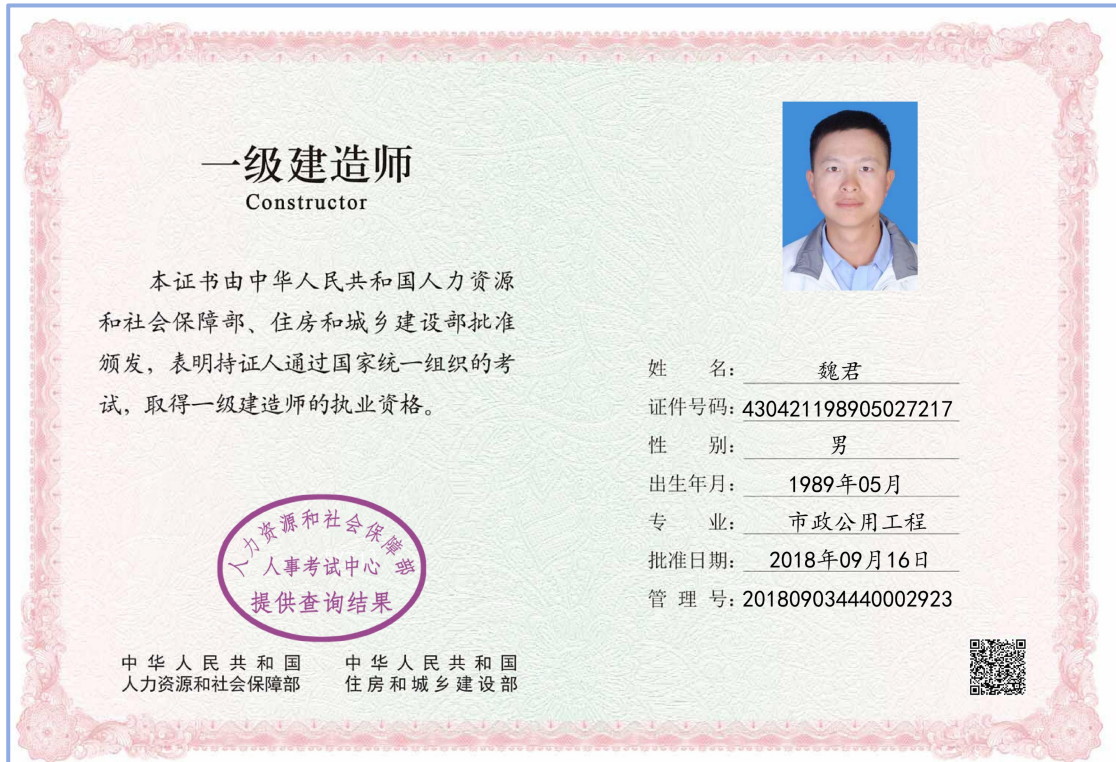 一级建造师
Constructor
本证书由中华人民共和国人力资源
和社会保障部、住房和城乡建设部批准
颁发，表明持证人通过国家统一组织的考
试，取得一级建造师的执业资格。
人力资源和社会保障部
人事考试中心
提供查询结果
中华人民共和国
人力资源和社会保障部
中华人民共和国
住房和城乡建设部
姓 名： 魏君
证件号码：430421198905027217
性 别： 男
出生年月： 1989年05月
专 业： 市政公用工程
批准日期： 2018年09月16日
管 理 号：201809034440002923